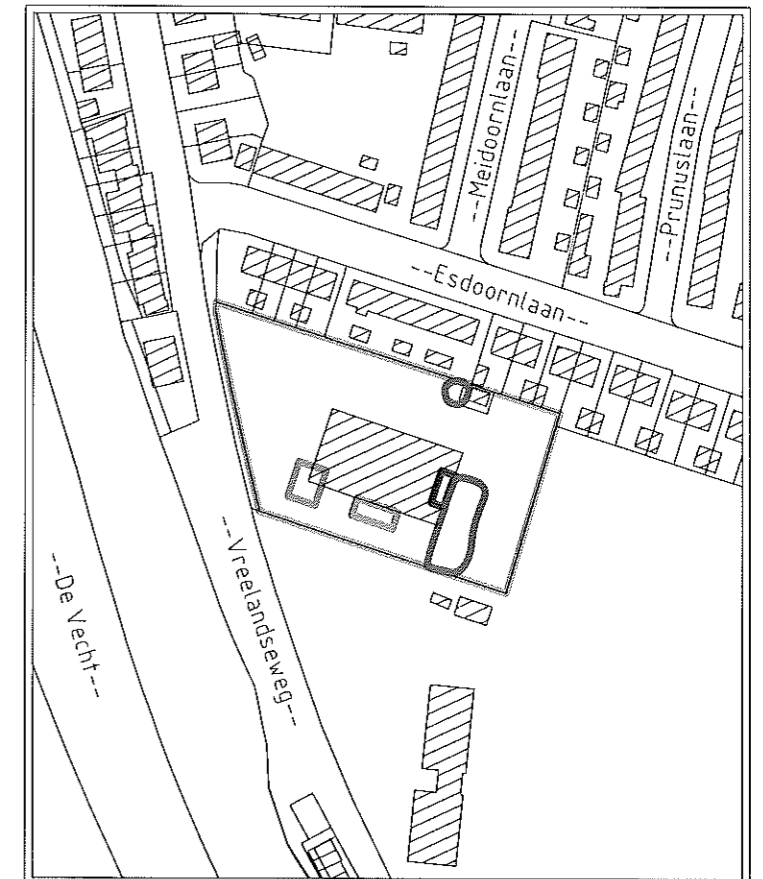 --Meidoornlaan--
--Prunuslaan--
--Esdoornlaan--
--Vreelandseweg--
--De Vecht--